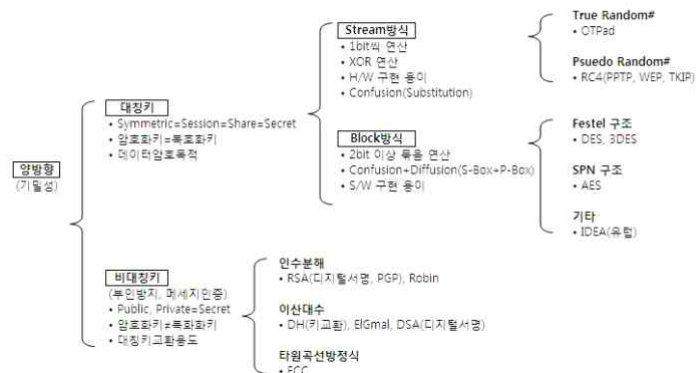 양방향
(기밀성)
대칭키
• Symmetric=Session=Share=Secret
• 암호화키=복호화키
• 데이터암호목적
Stream방식
• 1bit씩 연산
• XOR 연산
• H/W 구현 용이
• Confusion(Substitution)
True Random#
• OTPad
Psuedo Random#
• RC4(PPTP, WEP, TKIP)
Block방식
• 2bit 이상 묶음 연산
• Confusion+Diffusion(S-Box+P-Box)
• S/W 구현 용이
Festel 구조
• DES, 3DES
SPN 구조
• AES
기타
• IDEA(유럽)
비대칭키
(부인방지, 메세지인증)
• Public, Private=Secret
• 암호화키≠복화화키
• 대칭키교환용도
인수분해
• RSA(디지털서명, PGP), Robin
이산대수
• DH(키교환), ElGmal, DSA(디지털서명)
타원곡선방정식
• ECC